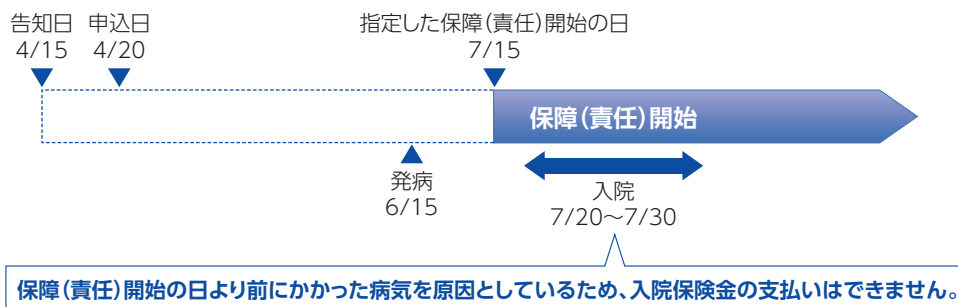 告知日 申込日 指定した保障(責任)開始の日
4/15 4/20 7/15
保障(責任)開始
発病
6/15
入院
7/20～7/30
保障(責任)開始の日より前にかかった病気を原因としているため、入院保険金の支払いはできません。